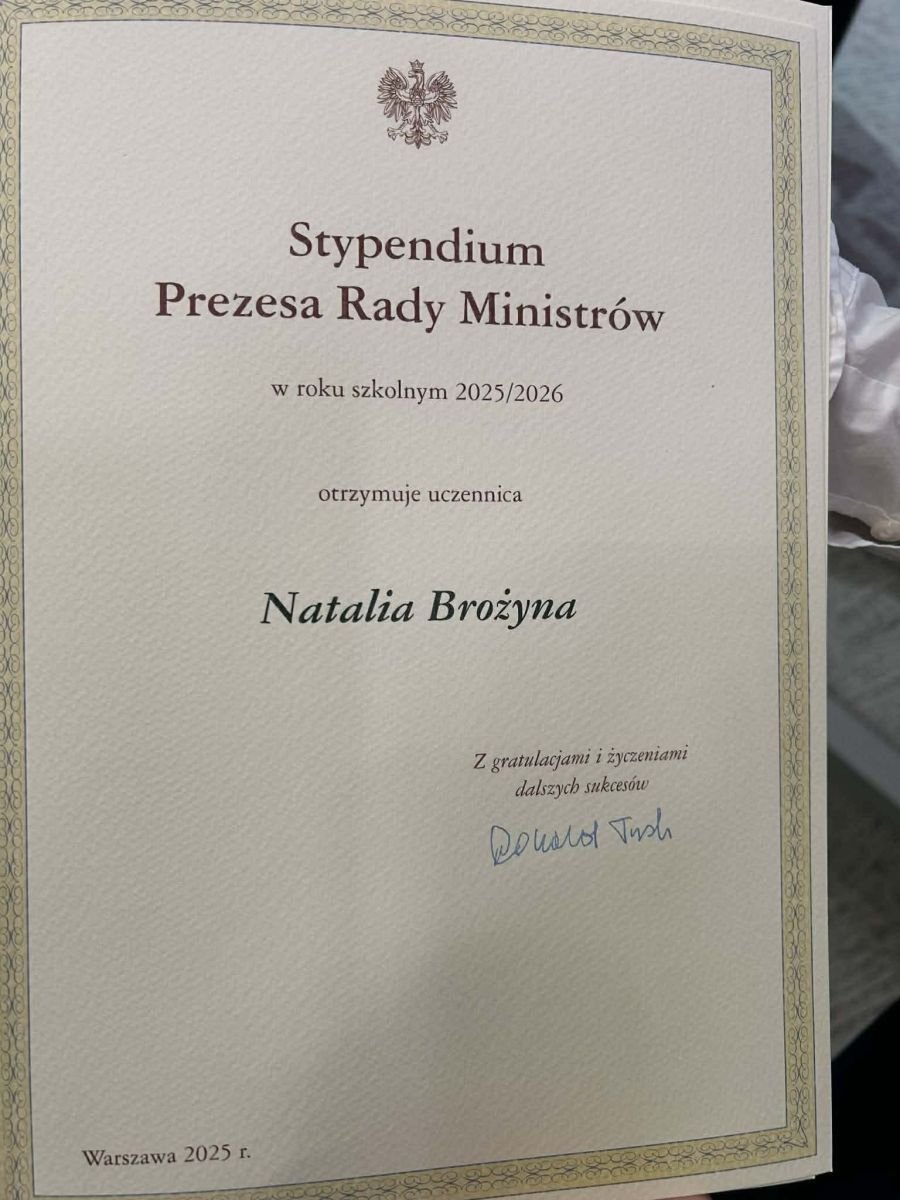 Stypendium
Prezesa Rady Ministrów
w roku szkolnym 2025/2026
otrzymuje uczennica
Natalia Brożyna
Z gratulacjami i życzeniami
dalszych sukcesów
Donald Tusk
Warszawa 2025 r.